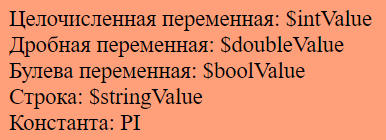 Целочисленная переменная: $intValue
Дробная переменная: $doubleValue
Булева переменная: $boolValue
Строка: $stringValue
Константа: PI